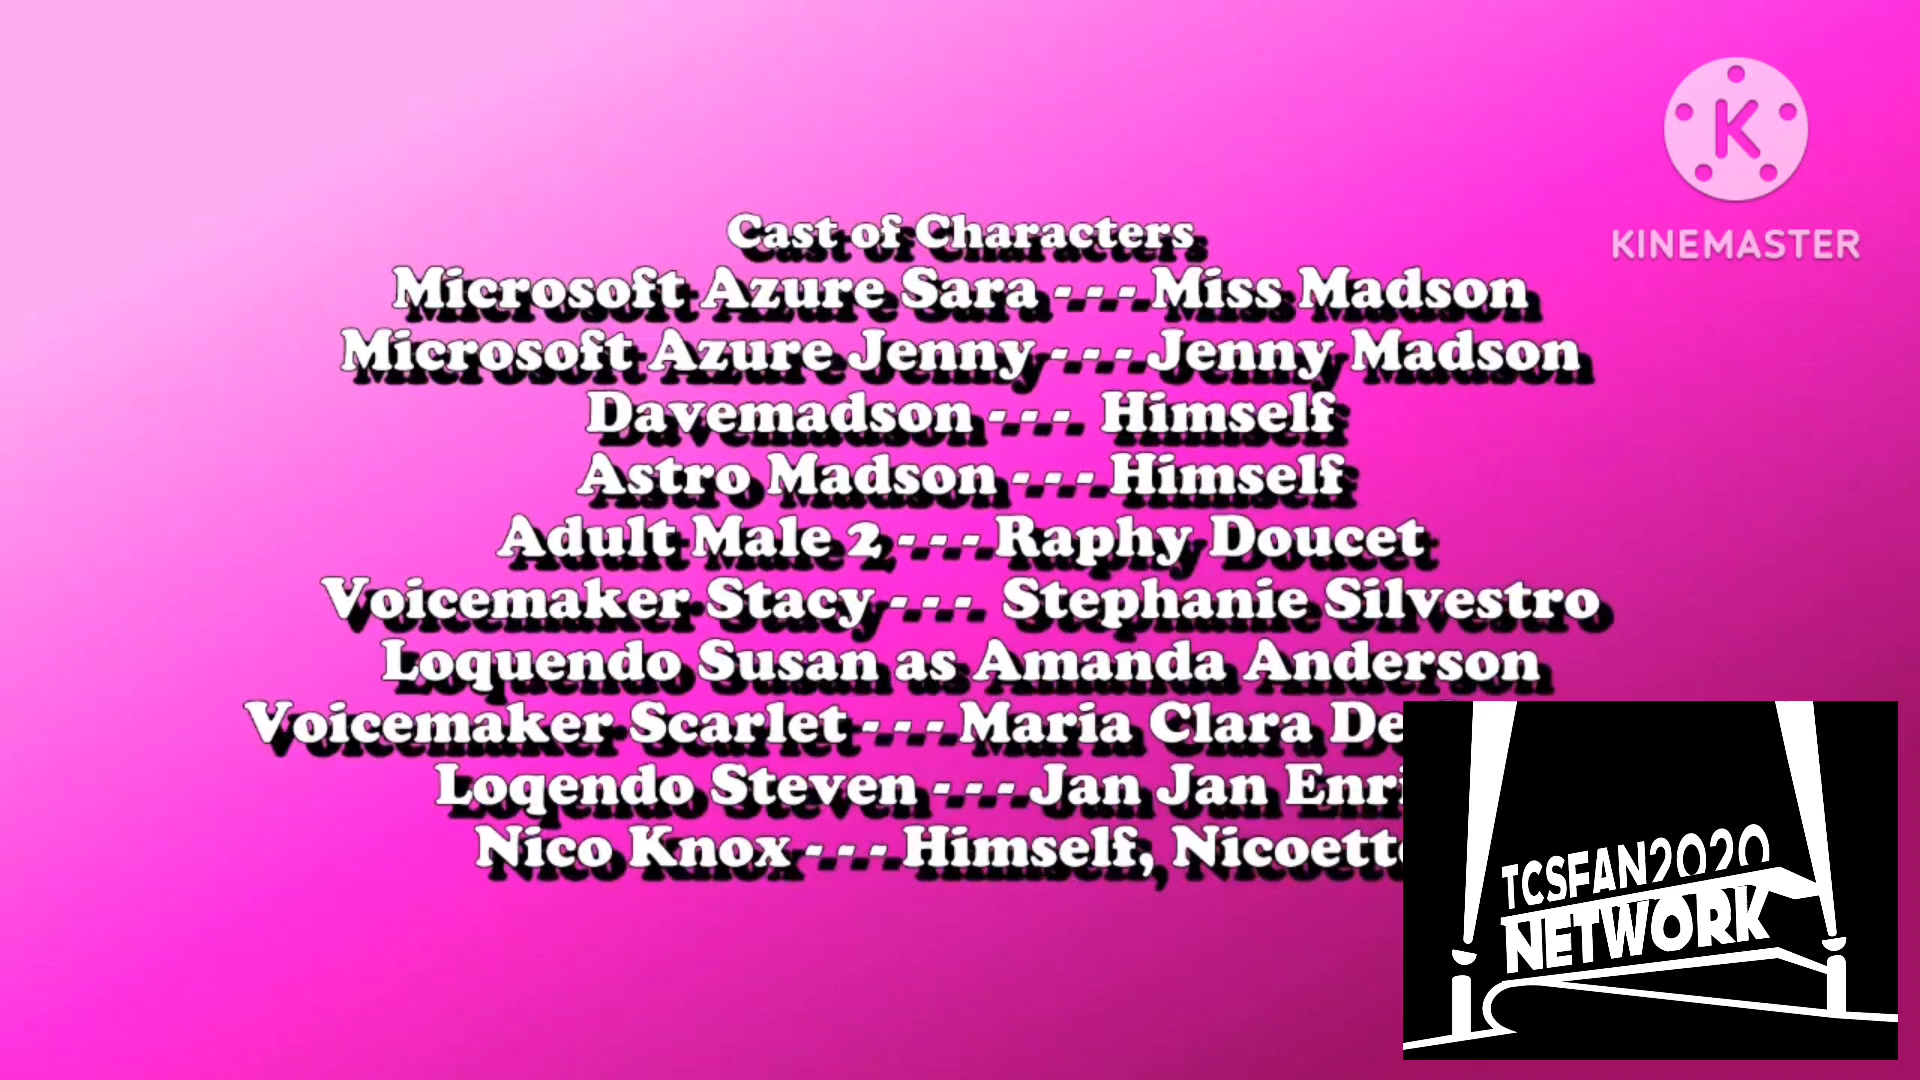 KINEMASTER
Cast of Characters
Microsoft Azure Sara --- Miss Madson
Microsoft Azure Jenny --- Jenny Madson
Davemadson --- Himself
Astro Madson --- Himself
Adult Male 2 --- Raphy Doucet
Voicemaker Stacy --- Stephanie Silvestro
Loquendo Susan as Amanda Anderson
Voicemaker Scarlet --- Maria Clara De
Loqendo Steven --- Jan Jan
Nico Knox --- Himself,
TCSFAN2020
NETWORK